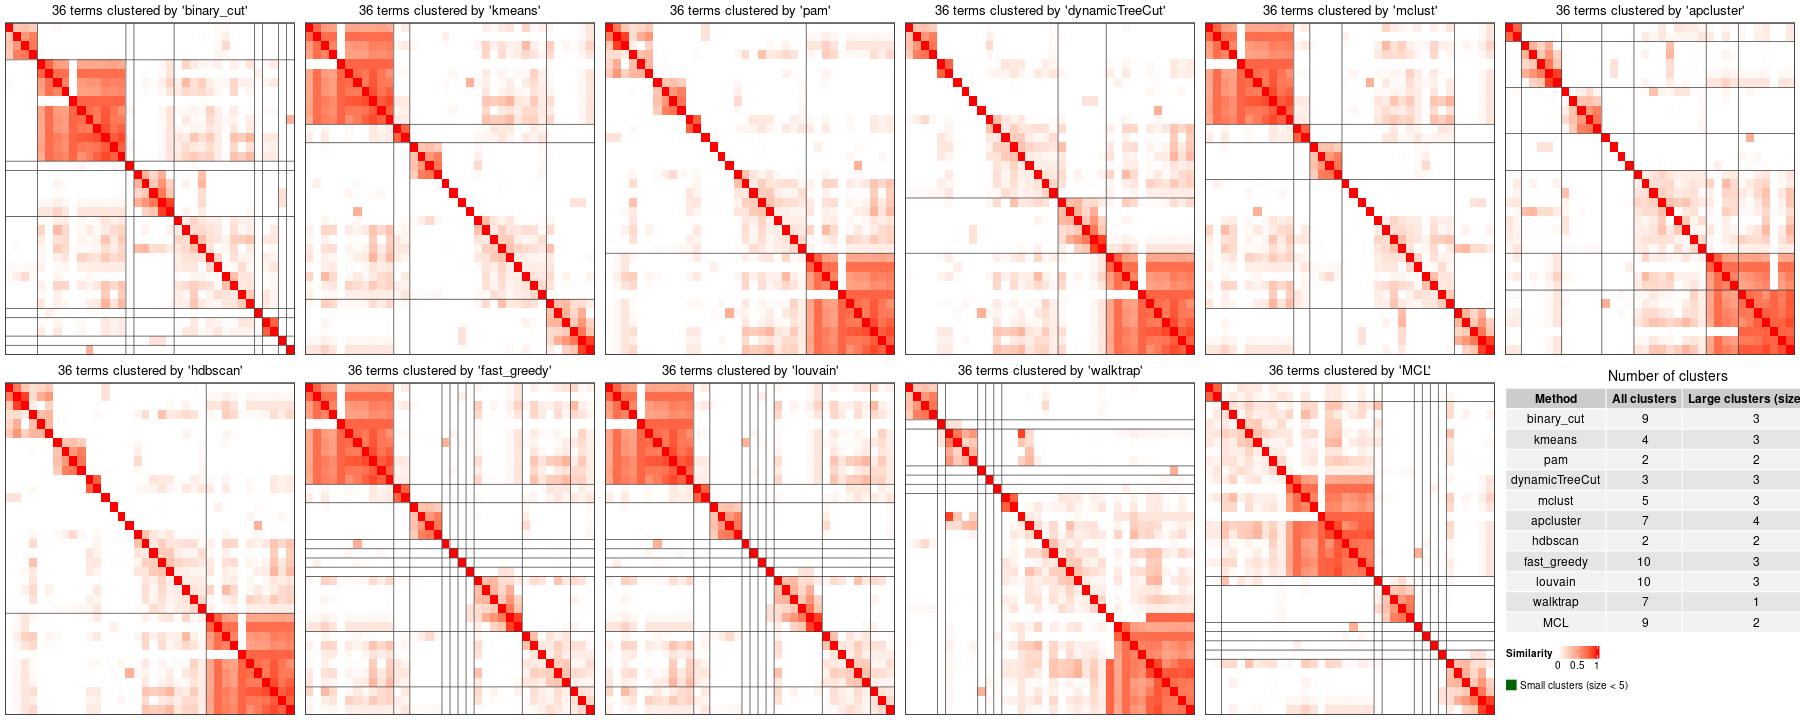 36 terms clustered by 'binary_cut'
36 terms clustered by 'kmeans'
36 terms clustered by 'pam'
36 terms clustered by 'dynamicTreeCut'
36 terms clustered by 'mclust'
36 terms clustered by 'apcluster'
36 terms clustered by 'hdbscan'
36 terms clustered by 'fast_greedy'
36 terms clustered by 'louvain'
36 terms clustered by 'walktrap'
36 terms clustered by 'MCL'
Number of clusters
Method All clusters Large clusters (size
binary_cut 9 3
kmeans 4 3
pam 2 2
dynamicTreeCut 3 3
mclust 5 3
apcluster 7 4
hdbscan 2 2
fast_greedy 10 3
louvain 10 3
walktrap 7 1
MCL 9 2
Similarity
0 0.5 1
Small clusters (size < 5)